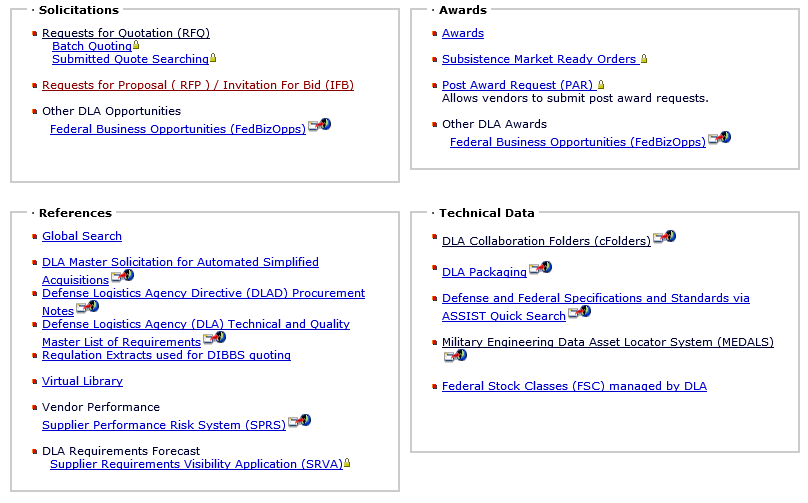 · Solicitations
Requests for Quotation (RFQ)
Batch Quoting
Submitted Quote Searching
Requests for Proposal ( RFP ) / Invitation For Bid (IFB)
Other DLA Opportunities
Federal Business Opportunities (FedBizOpps)
· Awards
Awards
Subsistence Market Ready Orders
Post Award Request (PAR)
Allows vendors to submit post award requests.
Other DLA Awards
Federal Business Opportunities (FedBizOpps)
· References
Global Search
DLA Master Solicitation for Automated Simplified
Acquisitions
Defense Logistics Agency Directive (DLAD) Procurement
Notes
Defense Logistics Agency (DLA) Technical and Quality
Master List of Requirements
Regulation Extracts used for DIBBS quoting
Virtual Library
Vendor Performance
Supplier Performance Risk System (SPRS)
DLA Requirements Forecast
Supplier Requirements Visibility Application (SRVA)
· Technical Data
DLA Collaboration Folders (cFolders)
DLA Packaging
Defense and Federal Specifications and Standards via
ASSIST Quick Search
Military Engineering Data Asset Locator System (MEDALS)
Federal Stock Classes (FSC) managed by DLA